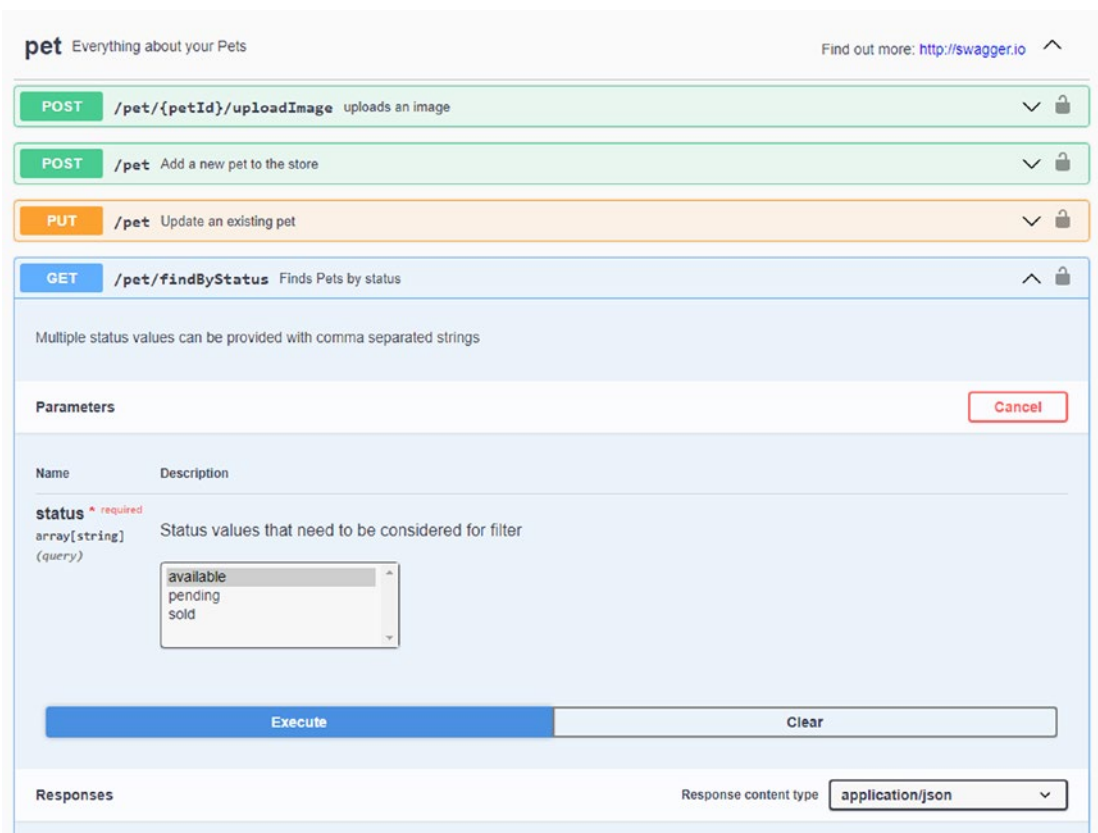 pet Everything about your Pets Find out more: http://swagger.io
POST /pet/{petId}/uploadImage uploads an image
POST /pet Add a new pet to the store
PUT /pet Update an existing pet
GET /pet/findByStatus Finds Pets by status
Multiple status values can be provided with comma separated strings
Parameters Cancel
Name Description
status * required
array[string]
(query)
Status values that need to be considered for filter
available
pending
sold
Execute Clear
Responses Response content type application/json